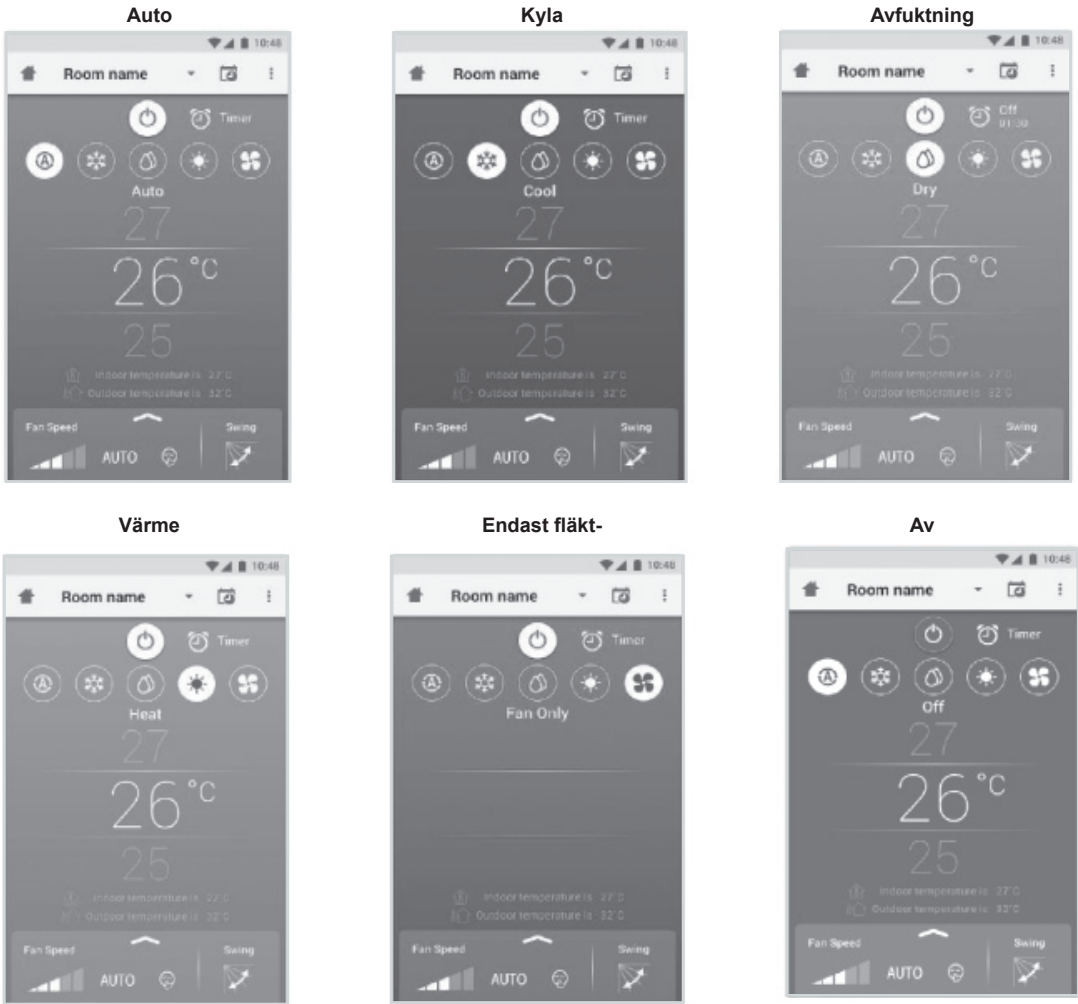 Auto
10:48
Room name
Timer
Auto
27
26°C
25
Indoor temperature is 27°C
Outdoor temperature is 32°C
Fan Speed
Swing
AUTO
Kyla
10:48
Room name
Timer
Cool
27
26°C
25
Indoor temperature is 27°C
Outdoor temperature is 32°C
Fan Speed
Swing
AUTO
Avfuktning
10:48
Room name
Off
01:30
Dry
27
26°C
25
Indoor temperature is 27°C
Outdoor temperature is 32°C
Fan Speed
Swing
AUTO
Värme
10:48
Room name
Timer
Heat
27
26°C
25
Indoor temperature is 27°C
Outdoor temperature is 32°C
Fan Speed
Swing
AUTO
Endast fläkt-
10:48
Room name
Timer
Fan Only
Indoor temperature is 27°C
Outdoor temperature is 32°C
Fan Speed
Swing
AUTO
Av
10:48
Room name
Timer
Off
27
26°C
25
Indoor temperature is 27°C
Outdoor temperature is 32°C
Fan Speed
Swing
AUTO